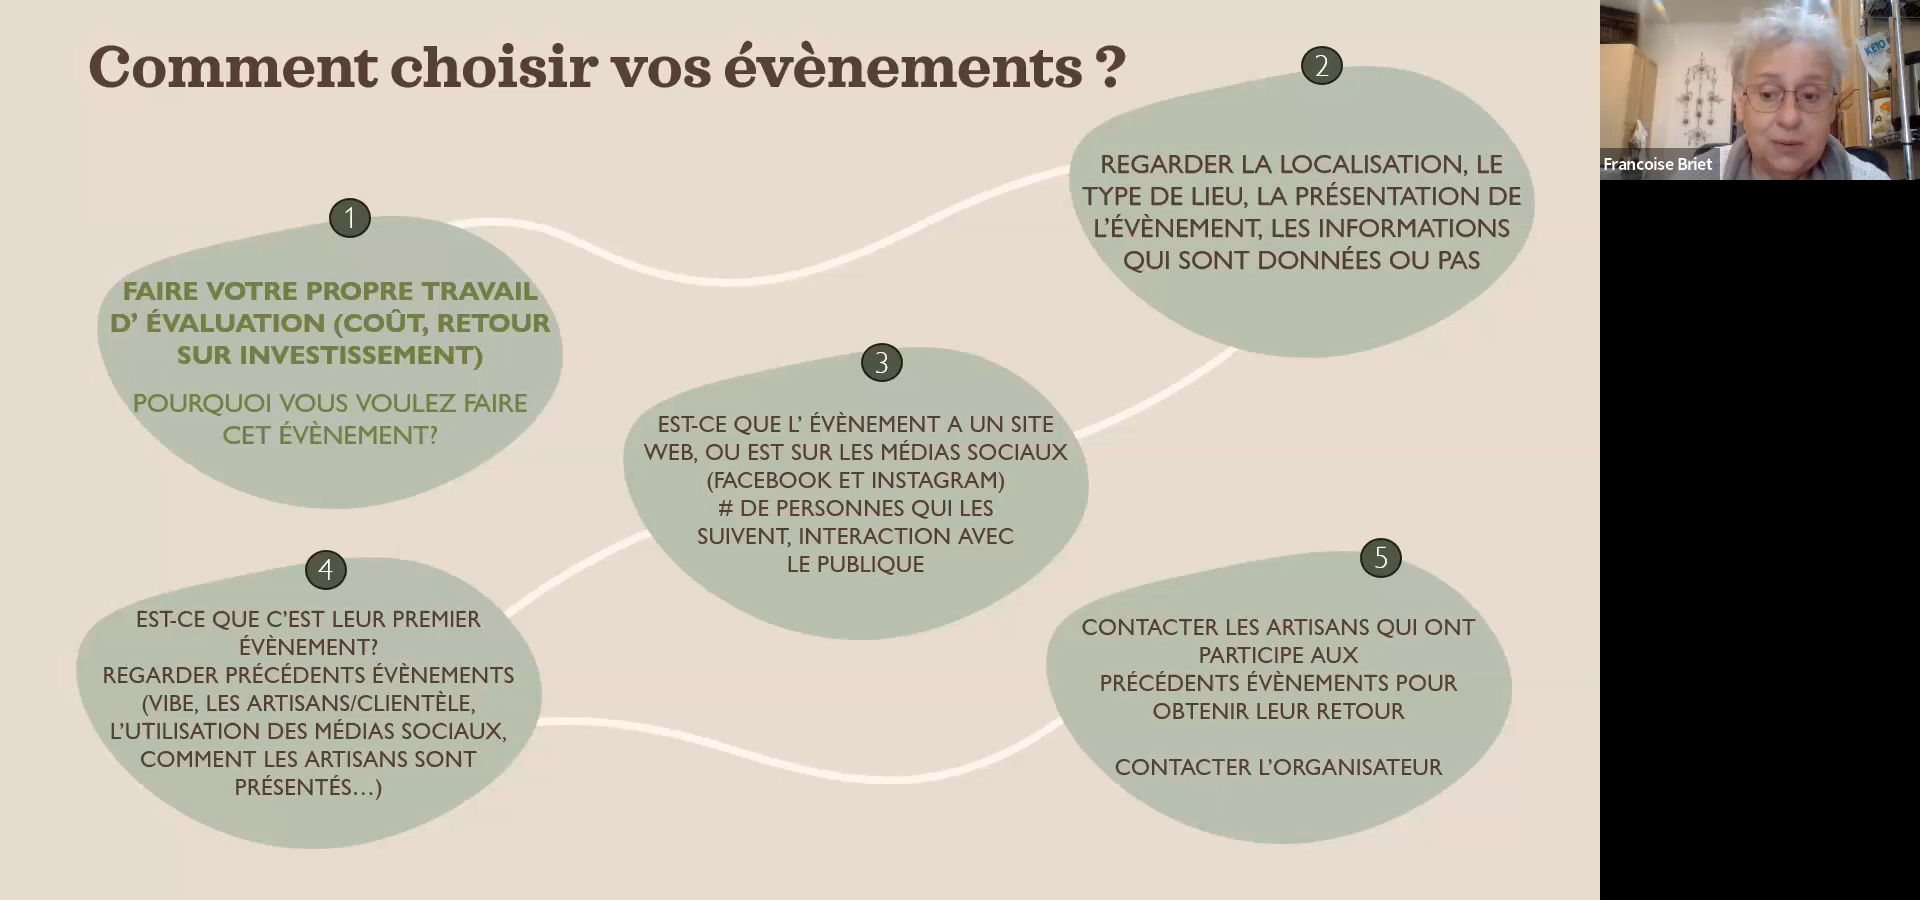 Comment choisir vos évènements ?
1
FAIRE VOTRE PROPRE TRAVAIL
D’ ÉVALUATION (COÛT, RETOUR
SUR INVESTISSEMENT)
POURQUOI VOUS VOULEZ FAIRE
CET ÉVÈNEMENT?
2
REGARDER LA LOCALISATION, LE
TYPE DE LIEU, LA PRÉSENTATION DE
L’ÉVÈNEMENT, LES INFORMATIONS
QUI SONT DONNÉES OU PAS
3
EST-CE QUE L’ ÉVÈNEMENT A UN SITE
WEB, OU EST SUR LES MÉDIAS SOCIAUX
(FACEBOOK ET INSTAGRAM)
# DE PERSONNES QUI LES
SUIVENT, INTERACTION AVEC
LE PUBLIQUE
4
EST-CE QUE C’EST LEUR PREMIER
ÉVÈNEMENT?
REGARDER PRÉCÉDENTS ÉVÈNEMENTS
(VIBE, LES ARTISANS/CLIENTÈLE,
L’UTILISATION DES MÉDIAS SOCIAUX,
COMMENT LES ARTISANS SONT
PRÉSENTÉS…)
5
CONTACTER LES ARTISANS QUI ONT
PARTICIPE AUX
PRÉCÉDENTS ÉVÈNEMENTS POUR
OBTENIR LEUR RETOUR
CONTACTER L’ORGANISATEUR
KETO
Francoise Briet